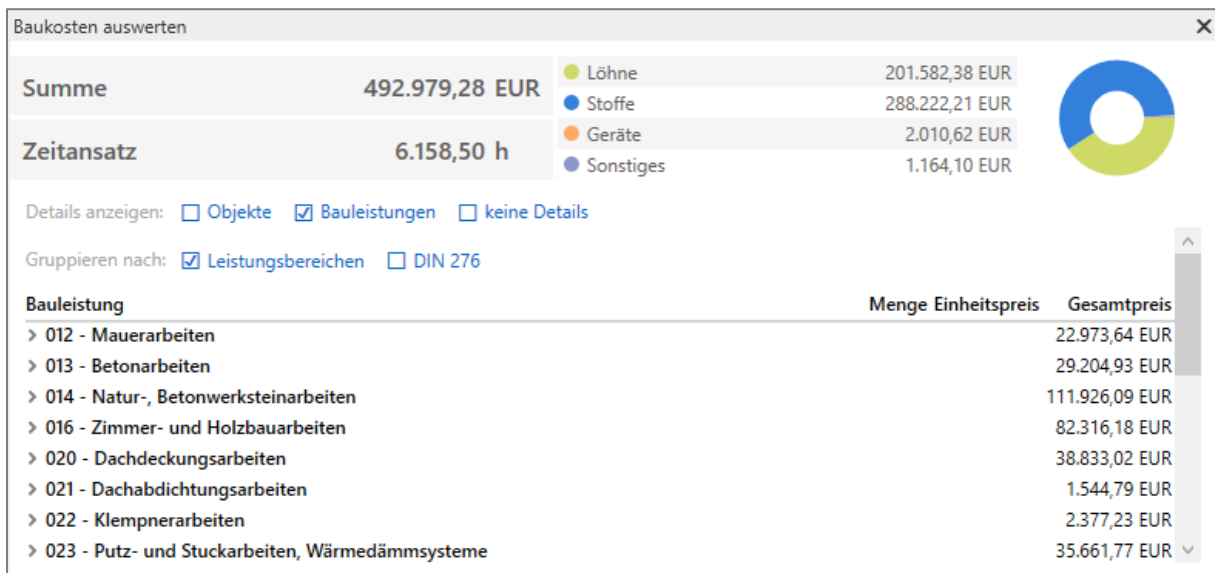 Baukosten auswerten
Summe 492.979,28 EUR
Zeitansatz 6.158,50 h
Löhne 201.582,38 EUR
Stoffe 288.222,21 EUR
Geräte 2.010,62 EUR
Sonstiges 1.164,10 EUR
Details anzeigen: Objekte Bauleistungen keine Details
Gruppieren nach: Leistungsbereichen DIN 276
Bauleistung Menge Einheitspreis Gesamtpreis
012 - Mauerarbeiten 22.973,64 EUR
013 - Betonarbeiten 29.204,93 EUR
014 - Natur-, Betonwerksteinarbeiten 111.926,09 EUR
016 - Zimmer- und Holzbauarbeiten 82.316,18 EUR
020 - Dachdeckungsarbeiten 38.833,02 EUR
021 - Dachabdichtungsarbeiten 1.544,79 EUR
022 - Klempnerarbeiten 2.377,23 EUR
023 - Putz- und Stuckarbeiten, Wärmedämmsysteme 35.661,77 EUR